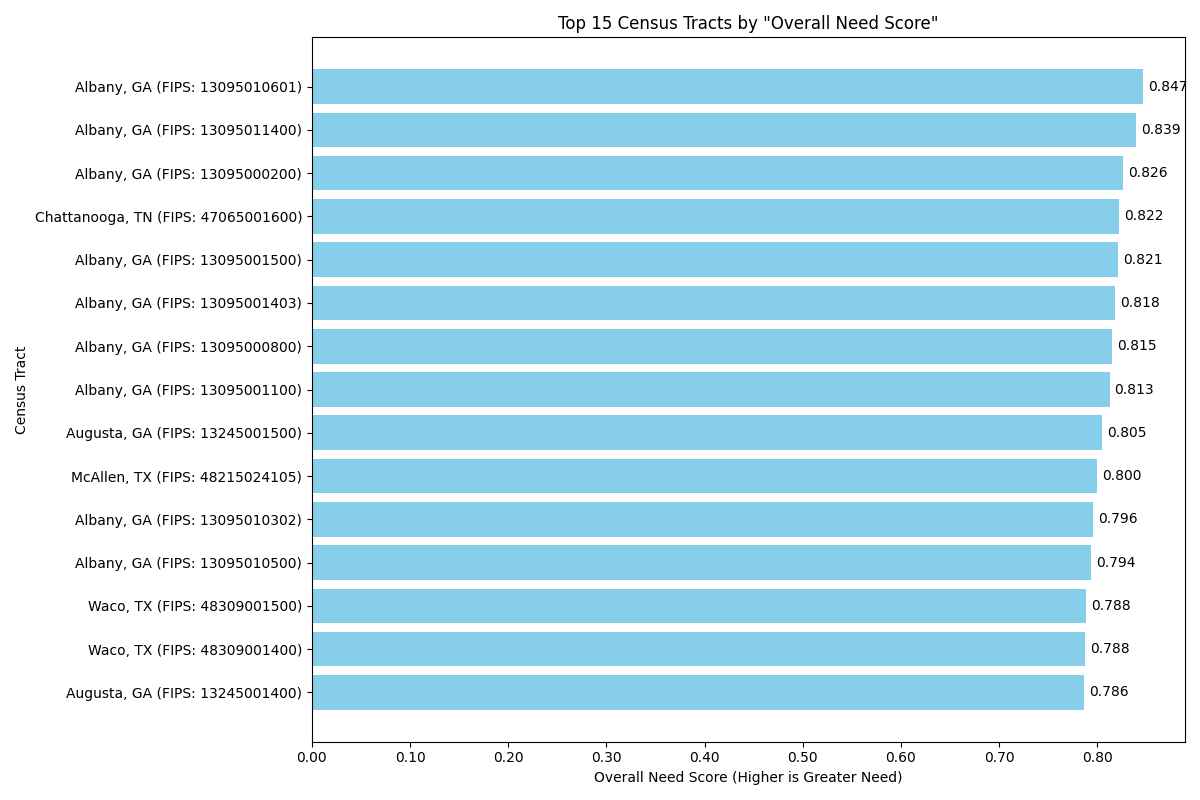 Top 15 Census Tracts by "Overall Need Score"
Albany, GA (FIPS: 13095010601) 0.847
Albany, GA (FIPS: 13095011400) 0.839
Albany, GA (FIPS: 13095000200) 0.826
Chattanooga, TN (FIPS: 47065001600) 0.822
Albany, GA (FIPS: 13095001500) 0.821
Albany, GA (FIPS: 13095001403) 0.818
Albany, GA (FIPS: 13095000800) 0.815
Albany, GA (FIPS: 13095001100) 0.813
Augusta, GA (FIPS: 13245001500) 0.805
McAllen, TX (FIPS: 48215024105) 0.800
Albany, GA (FIPS: 13095010302) 0.796
Albany, GA (FIPS: 13095010500) 0.794
Waco, TX (FIPS: 48309001500) 0.788
Waco, TX (FIPS: 48309001400) 0.788
Augusta, GA (FIPS: 13245001400) 0.786
Census Tract
0.00 0.10 0.20 0.30 0.40 0.50 0.60 0.70 0.80
Overall Need Score (Higher is Greater Need)